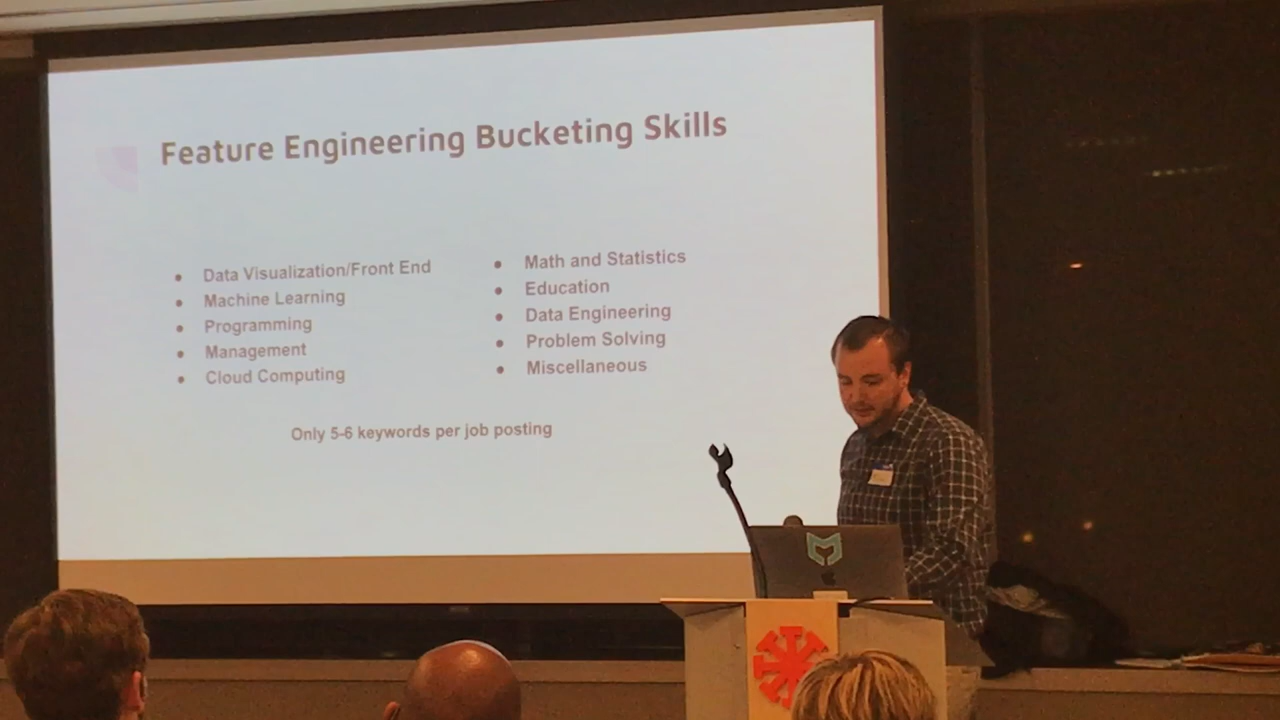 Feature Engineering Bucketing Skills
Data Visualization/Front End
Machine Learning
Programming
Management
Cloud Computing
Math and Statistics
Education
Data Engineering
Problem Solving
Miscellaneous
Only 5-6 keywords per job posting